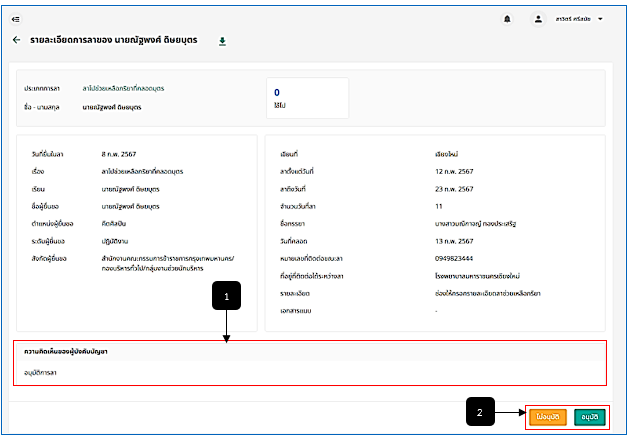 สาวิตรี ศรีสมัย
รายละเอียดการลาของ นายณัฐพงศ์ ดิษยบุตร
ประเภทการลา ลาไปช่วยเหลือภริยาที่คลอดบุตร
0
ใช้ไป
ชื่อ - นามสกุล นายณัฐพงศ์ ดิษยบุตร
วันที่ยื่นใบลา 8 ก.พ. 2567
เรื่อง ลาไปช่วยเหลือภริยาที่คลอดบุตร
เรียน นายณัฐพงศ์ ดิษยบุตร
ชื่อผู้ยื่นขอ นายณัฐพงศ์ ดิษยบุตร
ตำแหน่งผู้ยื่นขอ คีตศิลปิน
ระดับผู้ยื่นขอ ปฏิบัติงาน
สังกัดผู้ยื่นขอ สำนักงานคณะกรรมการข้าราชการกรุงเทพมหานคร/
กองบริหารทั่วไป/กลุ่มงานช่วยนักบริหาร
เขียนที่ เชียงใหม่
ลาตั้งแต่วันที่ 12 ก.พ. 2567
ลาถึงวันที่ 23 ก.พ. 2567
จำนวนวันที่ลา 11
ชื่อภรรยา นางสาวมณีกาญ์ ทองประเสริฐ
วันที่คลอด 13 ก.พ. 2567
หมายเลขที่ติดต่อขณะลา 0949823444
ที่อยู่ที่ติดต่อได้ระหว่างลา โรงพยาบาลมหาราชนครเชียงใหม่
รายละเอียด ช่องให้กรอกรายละเอียดลาช่วยเหลือภริยา
เอกสารแนบ -
1
ความคิดเห็นของผู้บังคับบัญชา
อนุมัติการลา
2
ไม่อนุมัติ อนุมัติ